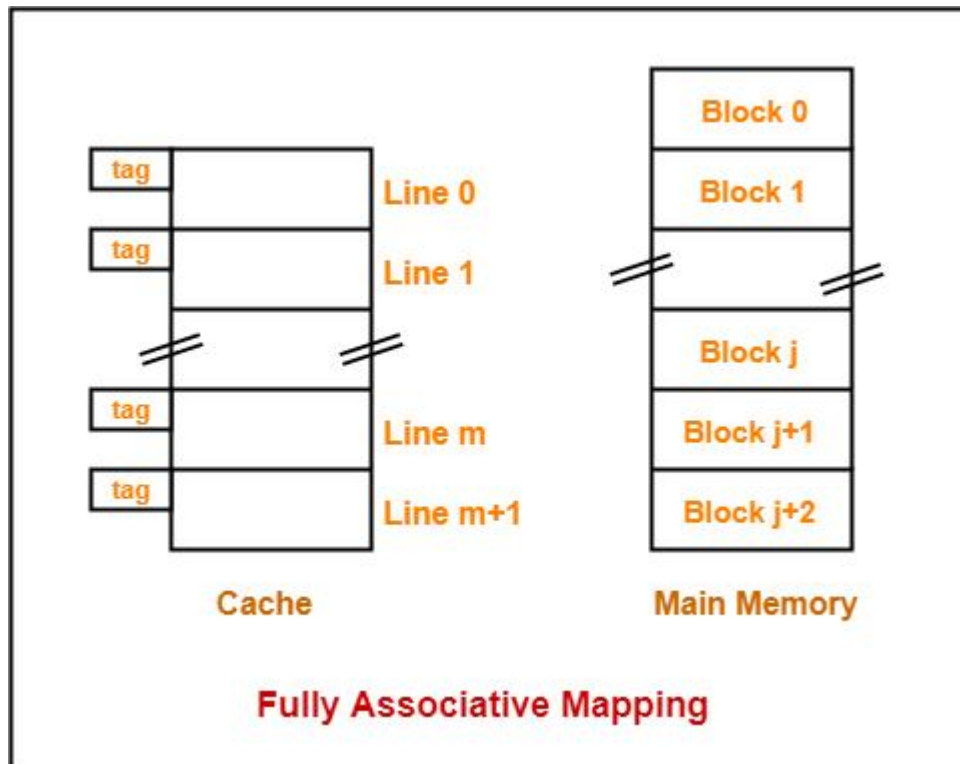 tag
Line 0
tag
Line 1
tag
Line m
tag
Line m+1
Cache
Block 0
Block 1
Block j
Block j+1
Block j+2
Main Memory
Fully Associative Mapping